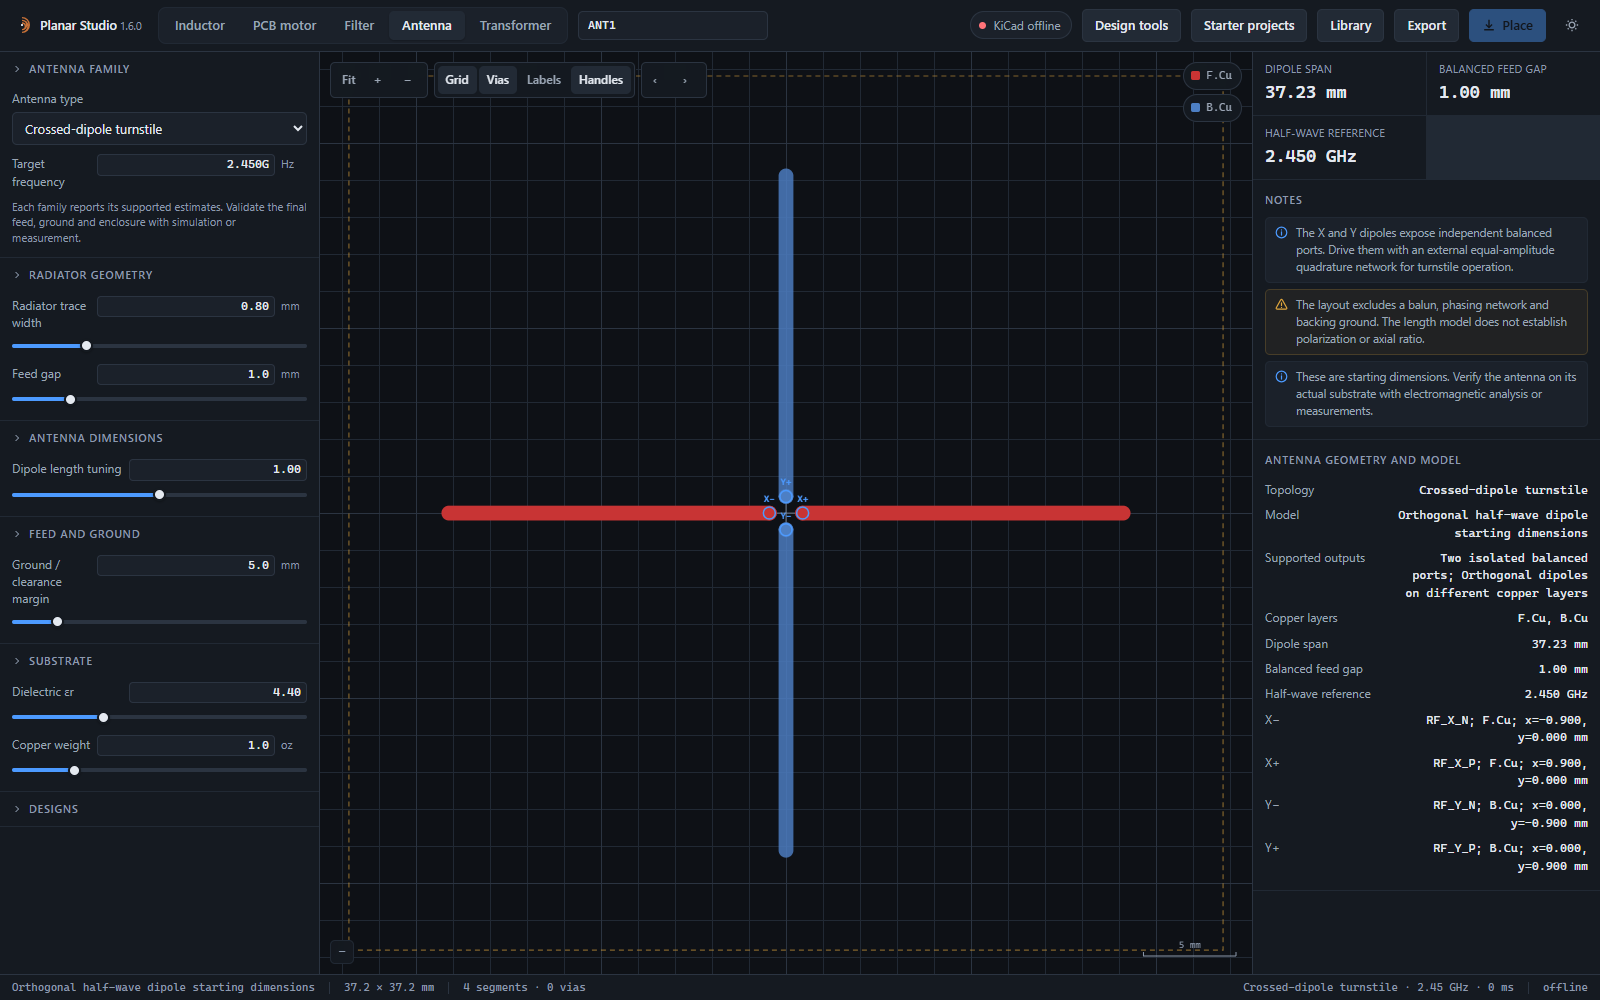 Planar Studio 1.6.0
Inductor
PCB motor
Filter
Antenna
Transformer
ANT1
KiCad offline
Design tools
Starter projects
Library
Export
Place
ANTENNA FAMILY
Antenna type
Crossed-dipole turnstile
Target
frequency
2.450G
Hz
Each family reports its supported estimates. Validate the final
feed, ground and enclosure with simulation or
measurement.
RADIATOR GEOMETRY
Radiator trace
width
0.80
mm
Feed gap
1.0
mm
ANTENNA DIMENSIONS
Dipole length tuning
1.00
FEED AND GROUND
Ground /
clearance
margin
5.0
mm
SUBSTRATE
Dielectric εr
4.40
Copper weight
1.0
oz
DESIGNS
Fit
+
−
Grid
Vias
Labels
Handles
‹
›
F.Cu
B.Cu
Y+
X−
X+
Y−
5 mm
−
DIPOLE SPAN
37.23 mm
BALANCED FEED GAP
1.00 mm
HALF-WAVE REFERENCE
2.450 GHz
NOTES
The X and Y dipoles expose independent balanced
ports. Drive them with an external equal-amplitude
quadrature network for turnstile operation.
The layout excludes a balun, phasing network and
backing ground. The length model does not establish
polarization or axial ratio.
These are starting dimensions. Verify the antenna on its
actual substrate with electromagnetic analysis or
measurements.
ANTENNA GEOMETRY AND MODEL
Topology
Crossed-dipole turnstile
Model
Orthogonal half-wave dipole
starting dimensions
Supported outputs
Two isolated balanced
ports; Orthogonal dipoles
on different copper layers
Copper layers
F.Cu, B.Cu
Dipole span
37.23 mm
Balanced feed gap
1.00 mm
Half-wave reference
2.450 GHz
X−
RF_X_N; F.Cu; x=−0.900,
y=0.000 mm
X+
RF_X_P; F.Cu; x=0.900,
y=0.000 mm
Y−
RF_Y_N; B.Cu; x=0.000,
y=−0.900 mm
Y+
RF_Y_P; B.Cu; x=0.000,
y=0.900 mm
Orthogonal half-wave dipole starting dimensions
37.2 × 37.2 mm
4 segments · 0 vias
Crossed-dipole turnstile · 2.45 GHz · 0 ms
offline